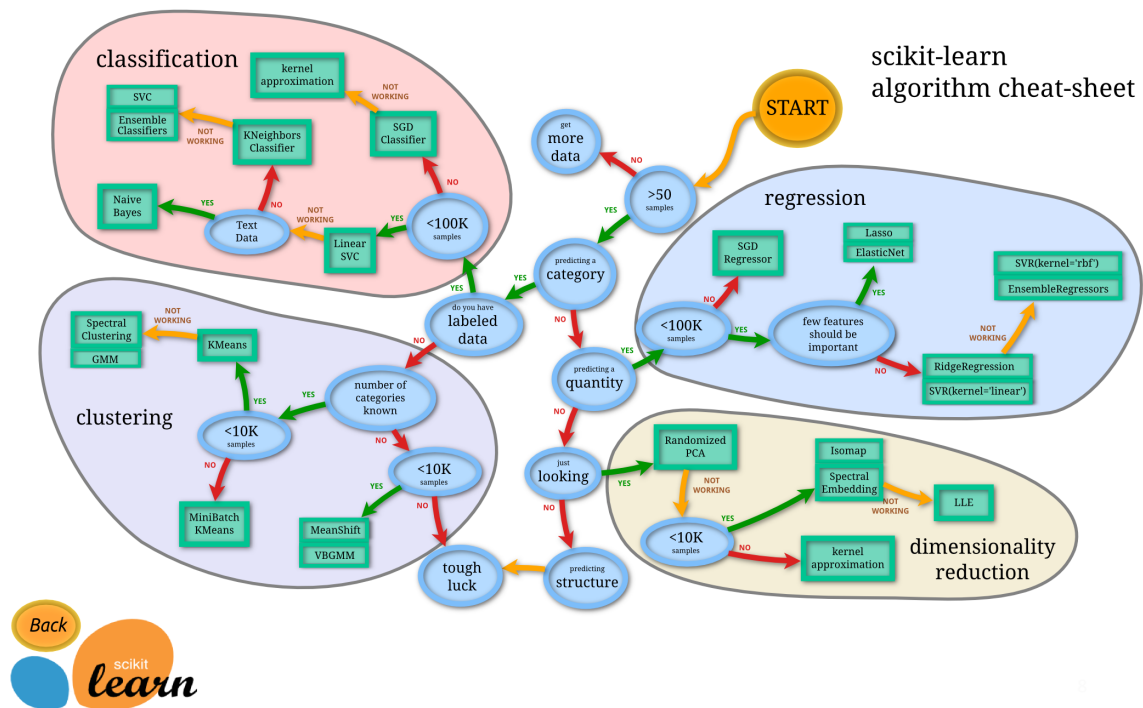 scikit-learn
algorithm cheat-sheet
START
get
more
data
NO
>50
samples
YES
predicting a
category
YES
NO
do you have
labeled
data
YES
NO
predicting a
quantity
YES
NO
just
looking
YES
NO
predicting
structure
tough
luck
classification
kernel
approximation
NOT
WORKING
SGD
Classifier
NO
<100K
samples
YES
Linear
SVC
NOT
WORKING
Text
Data
YES
NO
Naive
Bayes
KNeighbors
Classifier
NOT
WORKING
SVC
Ensemble
Classifiers
regression
<100K
samples
NO
SGD
Regressor
YES
few features
should be
important
YES
Lasso
ElasticNet
NO
RidgeRegression
SVR(kernel='linear')
NOT
WORKING
SVR(kernel='rbf')
EnsembleRegressors
clustering
number of
categories
known
YES
NO
<10K
samples
YES
NO
KMeans
NOT
WORKING
Spectral
Clustering
GMM
MiniBatch
KMeans
<10K
samples
YES
NO
MeanShift
VBGMM
dimensionality
reduction
Randomized
PCA
NOT
WORKING
<10K
samples
YES
NO
Isomap
Spectral
Embedding
NOT
WORKING
LLE
kernel
approximation
Back
scikit
learn
8